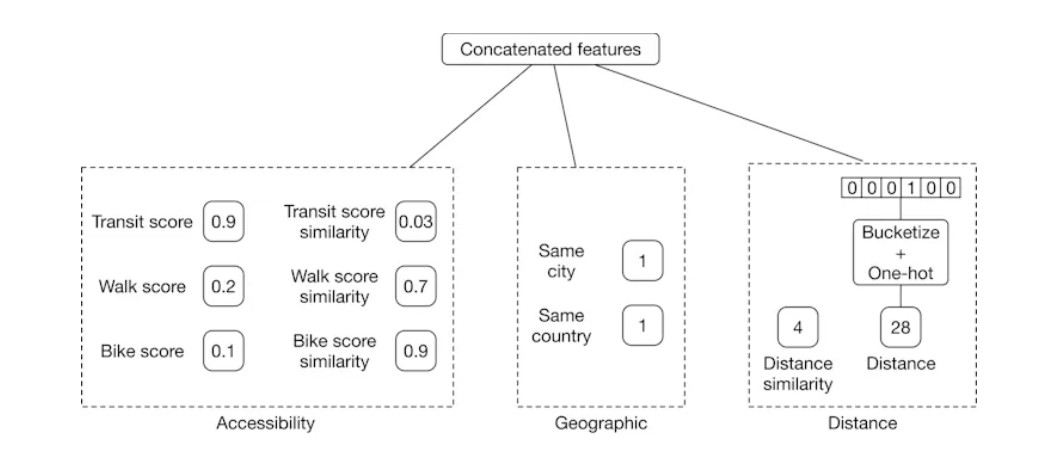 Concatenated features
Transit score 0.9
Transit score
similarity
0.03
Walk score 0.2
Walk score
similarity
0.7
Bike score 0.1
Bike score
similarity
0.9
Accessibility
Same
city
1
Same
country
1
Geographic
0 0 0 1 0 0
Bucketize
+
One-hot
4
28
Distance
similarity
Distance
Distance